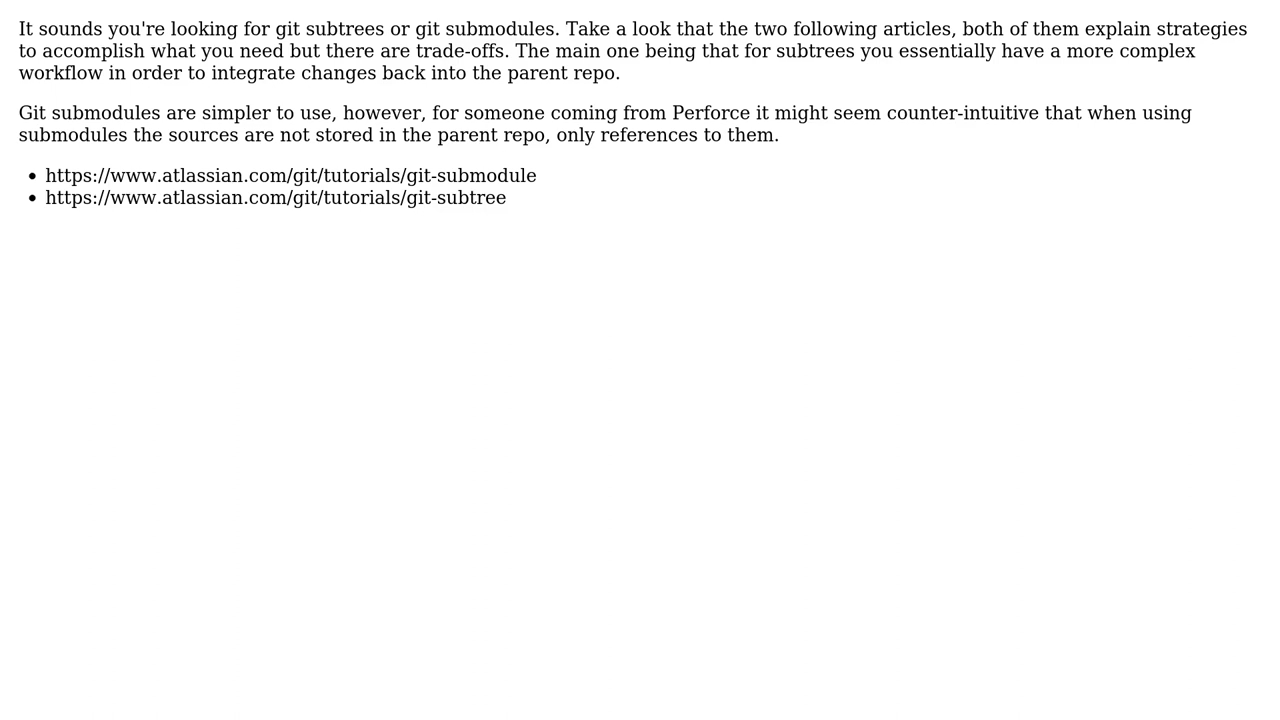 It sounds you're looking for git subtrees or git submodules. Take a look that the two following articles, both of them explain strategies
to accomplish what you need but there are trade-offs. The main one being that for subtrees you essentially have a more complex
workflow in order to integrate changes back into the parent repo.
Git submodules are simpler to use, however, for someone coming from Perforce it might seem counter-intuitive that when using
submodules the sources are not stored in the parent repo, only references to them.
• https://www.atlassian.com/git/tutorials/git-submodule
• https://www.atlassian.com/git/tutorials/git-subtree